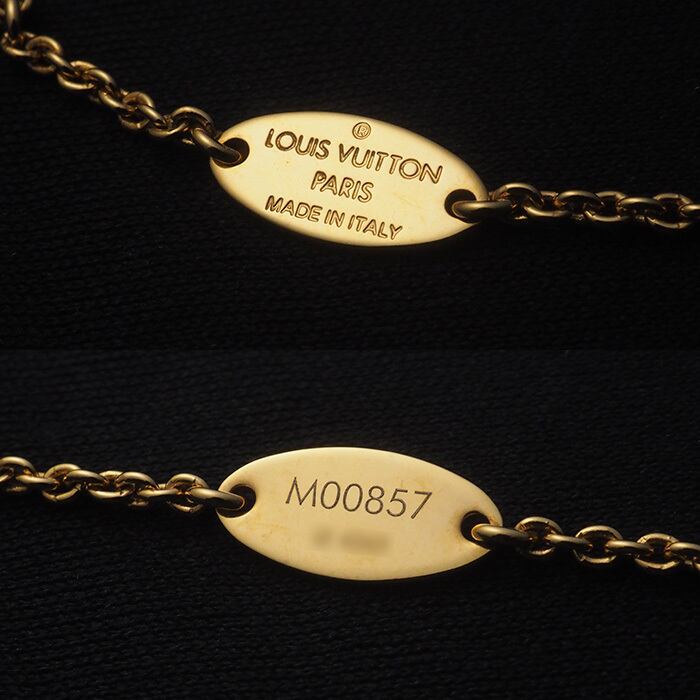 ®
LOUIS VUITTON
PARIS
MADE IN ITALY
M00857